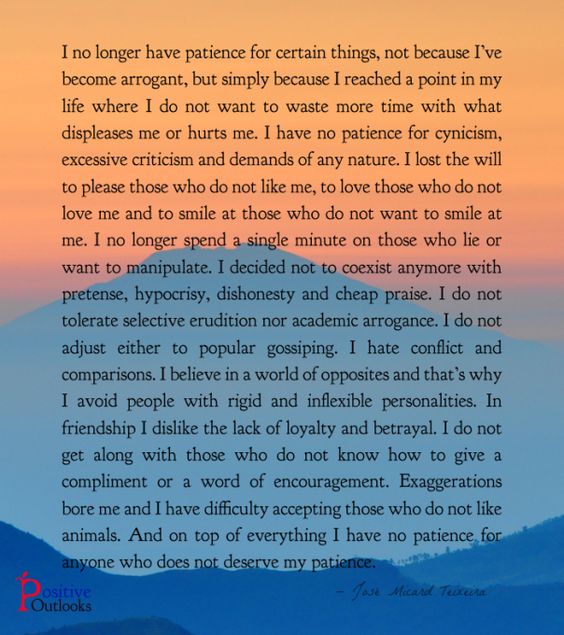 I no longer have patience for certain things, not because I've
become arrogant, but simply because I reached a point in my
life where I do not want to waste more time with what
displeases me or hurts me. I have no patience for cynicism,
excessive criticism and demands of any nature. I lost the will
to please those who do not like me, to love those who do not
love me and to smile at those who do not want to smile at
me. I no longer spend a single minute on those who lie or
want to manipulate. I decided not to coexist anymore with
pretense, hypocrisy, dishonesty and cheap praise. I do not
tolerate selective erudition nor academic arrogance. I do not
adjust either to popular gossiping. I hate conflict and
comparisons. I believe in a world of opposites and that's why
I avoid people with rigid and inflexible personalities. In
friendship I dislike the lack of loyalty and betrayal. I do not
get along with those who do not know how to give a
compliment or a word of encouragement. Exaggerations
bore me and I have difficulty accepting those who do not like
animals. And on top of everything I have no patience for
anyone who does not deserve my patience.
– José Micard Teixeira
Positive
Outlooks